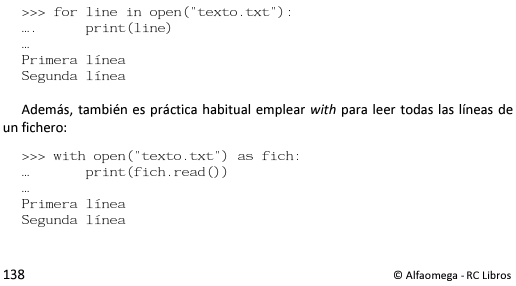 >>> for line in open("texto.txt"):
....      print(line)
...
Primera línea
Segunda línea
Además, también es práctica habitual emplear with para leer todas las líneas de
un fichero:
>>> with open("texto.txt") as fich:
...      print(fich.read())
...
Primera línea
Segunda línea
138
© Alfaomega - RC Libros